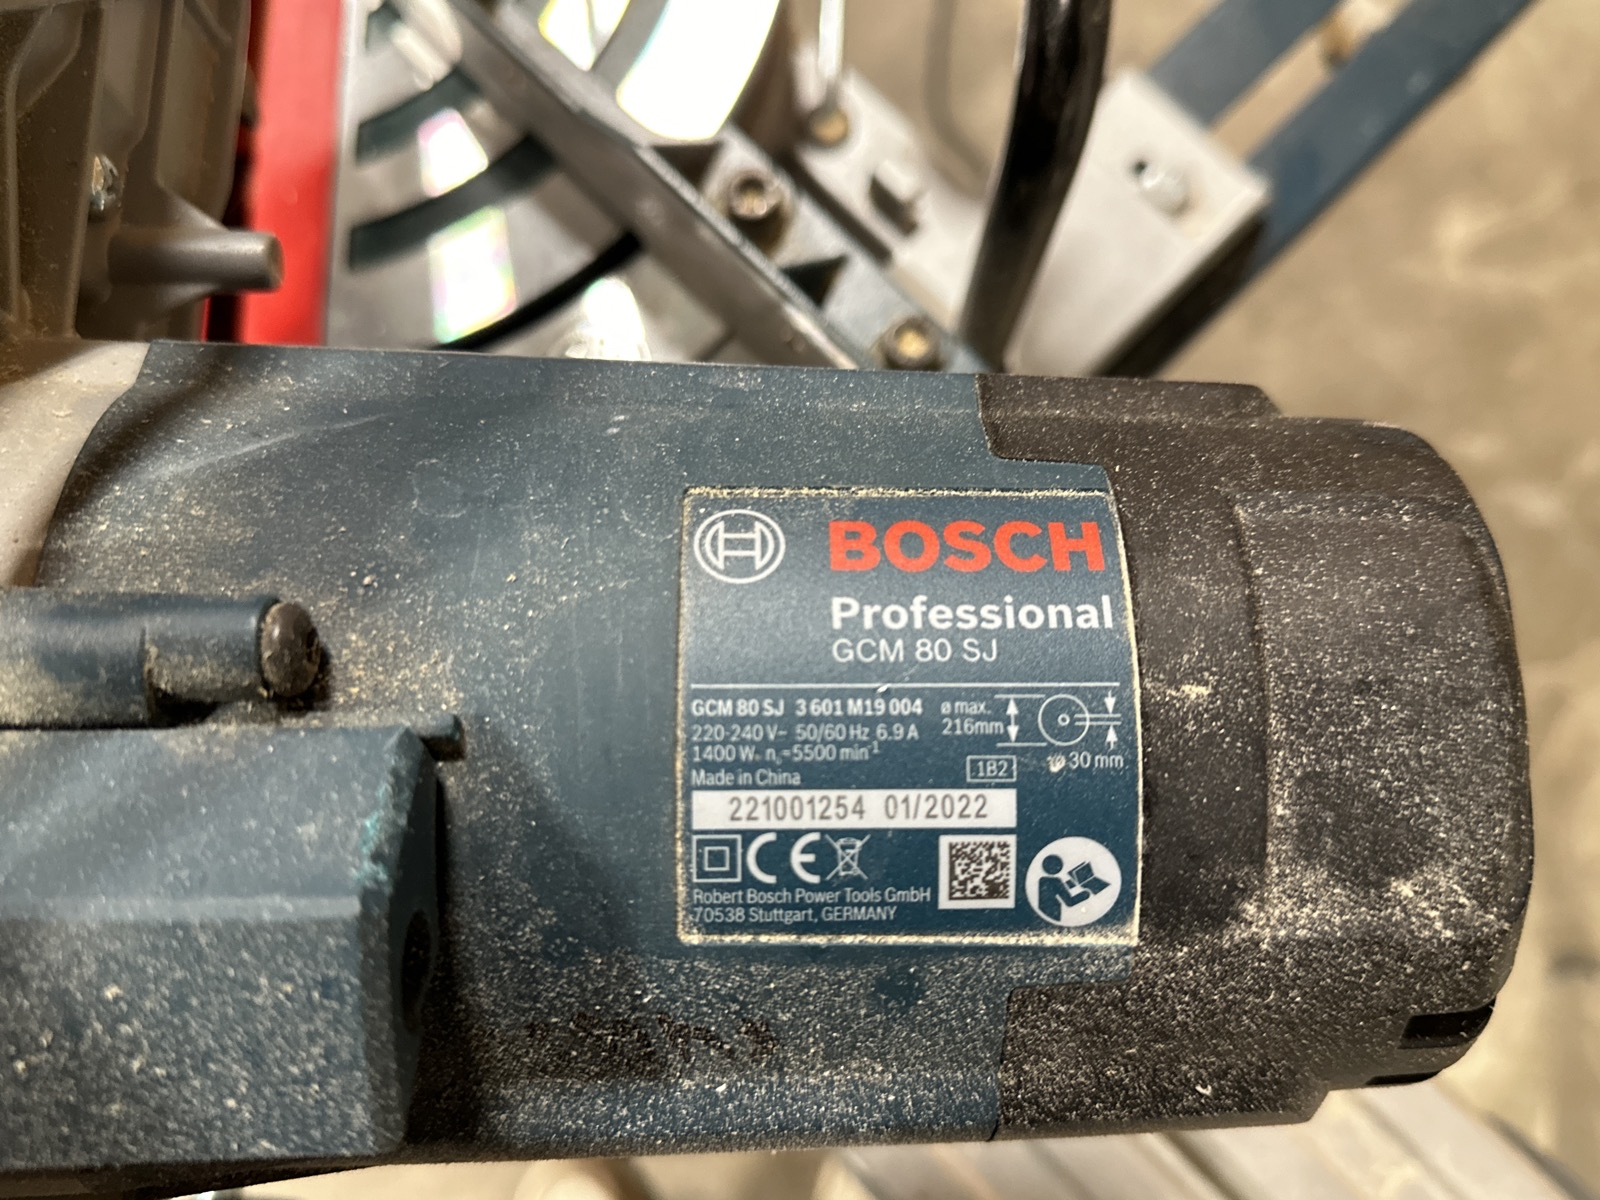 BOSCH
Professional
GCM 80 SJ
GCM 80 SJ 3 601 M19 004
220-240 V~ 50/60 Hz 6.9 A
1400 W n₀=5500 min⁻¹
Made in China
ø max.
216mm
ø 30 mm
1B2
221001254 01/2022
CE
Robert Bosch Power Tools GmbH
70538 Stuttgart, GERMANY